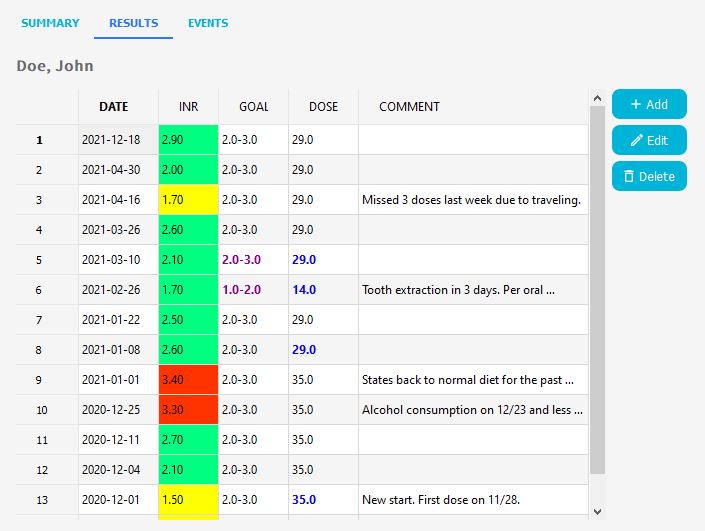 SUMMARY RESULTS EVENTS
Doe, John
DATE INR GOAL DOSE COMMENT
1 2021-12-18 2.90 2.0-3.0 29.0
2 2021-04-30 2.00 2.0-3.0 29.0
3 2021-04-16 1.70 2.0-3.0 29.0 Missed 3 doses last week due to traveling.
4 2021-03-26 2.60 2.0-3.0 29.0
5 2021-03-10 2.10 2.0-3.0 29.0
6 2021-02-26 1.70 1.0-2.0 14.0 Tooth extraction in 3 days. Per oral ...
7 2021-01-22 2.50 2.0-3.0 29.0
8 2021-01-08 2.60 2.0-3.0 29.0
9 2021-01-01 3.40 2.0-3.0 35.0 States back to normal diet for the past ...
10 2020-12-25 3.30 2.0-3.0 35.0 Alcohol consumption on 12/23 and less ...
11 2020-12-11 2.70 2.0-3.0 35.0
12 2020-12-04 2.10 2.0-3.0 35.0
13 2020-12-01 1.50 2.0-3.0 35.0 New start. First dose on 11/28.
Add
Edit
Delete